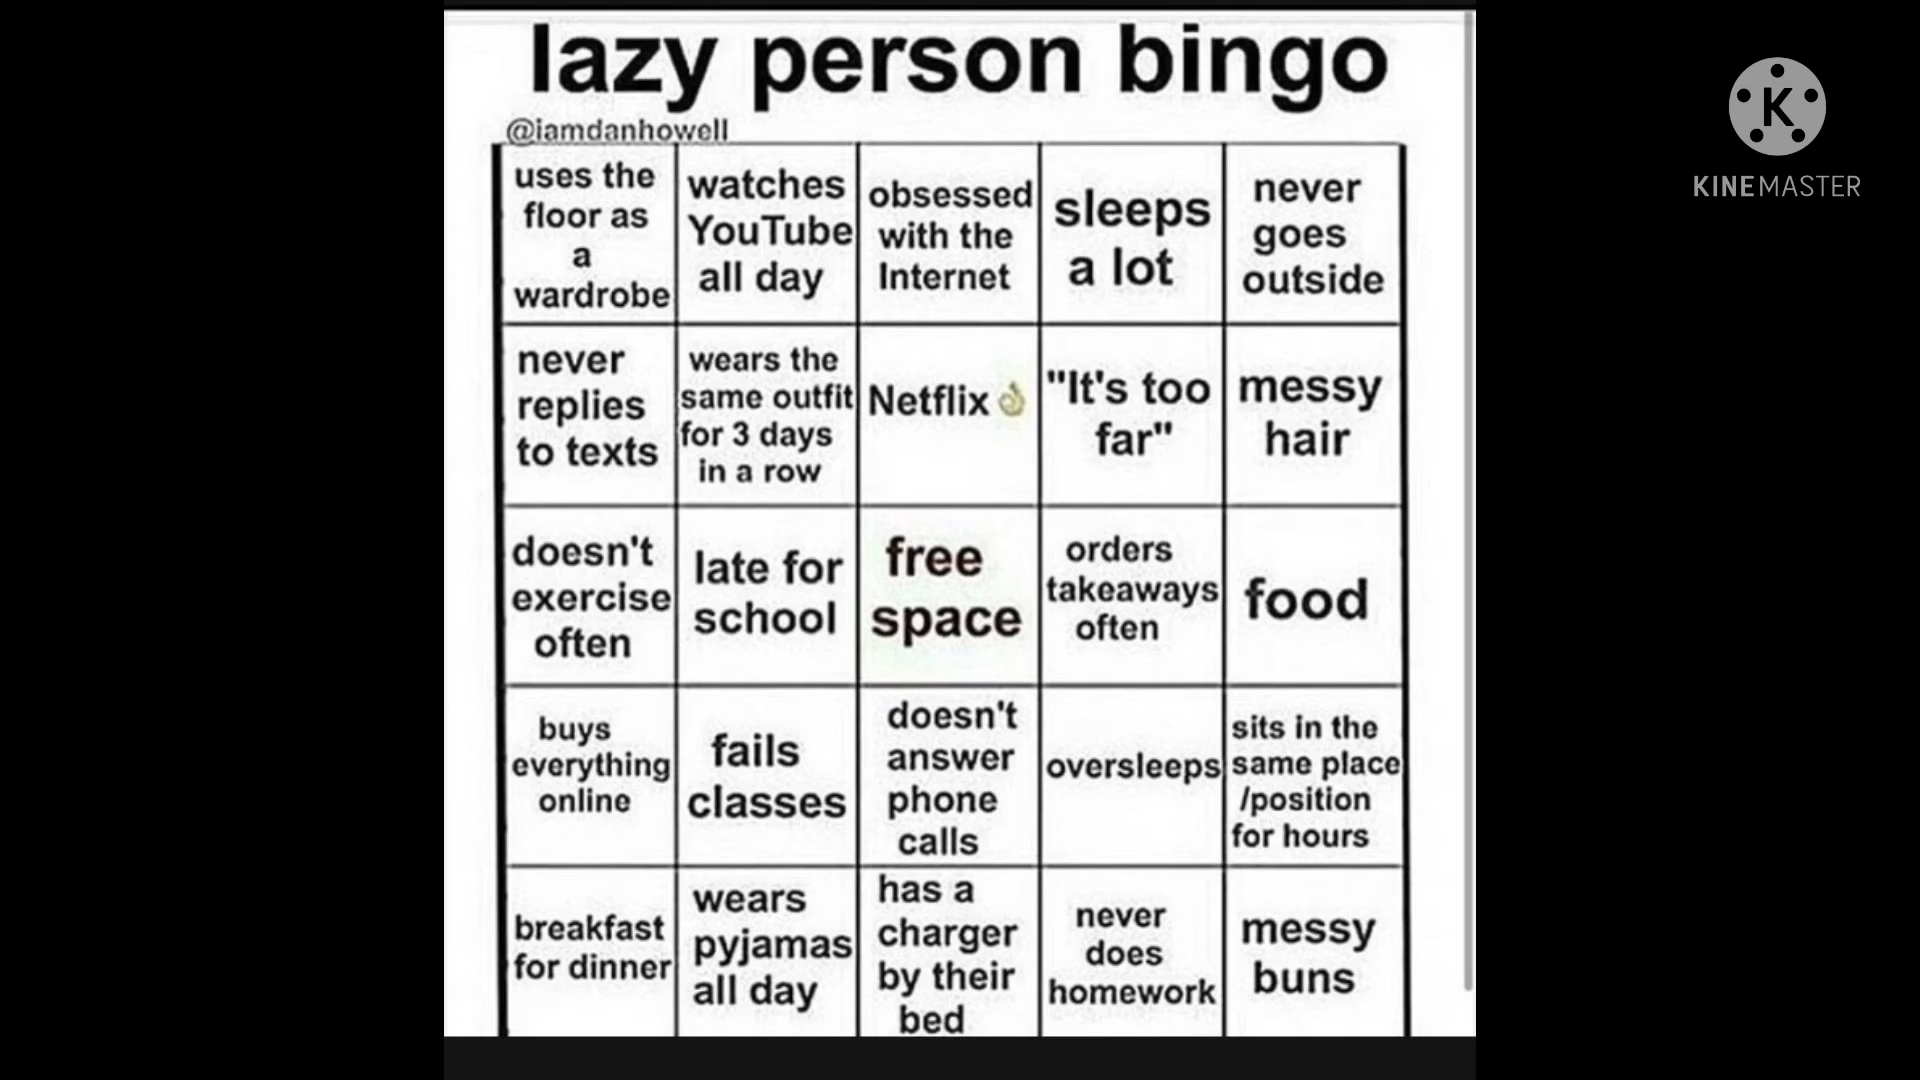 lazy person bingo
@iamdanhowell
uses the
floor as
a
wardrobe
watches
YouTube
all day
obsessed
with the
Internet
sleeps
a lot
never
goes
outside
never
replies
to texts
wears the
same outfit
for 3 days
in a row
Netflix👌
"It's too
far"
messy
hair
doesn't
exercise
often
late for
school
free
space
orders
takeaways
often
food
buys
everything
online
fails
classes
doesn't
answer
phone
calls
oversleeps
sits in the
same place
/position
for hours
breakfast
for dinner
wears
pyjamas
all day
has a
charger
by their
bed
never
does
homework
messy
buns
K
KINEMASTER